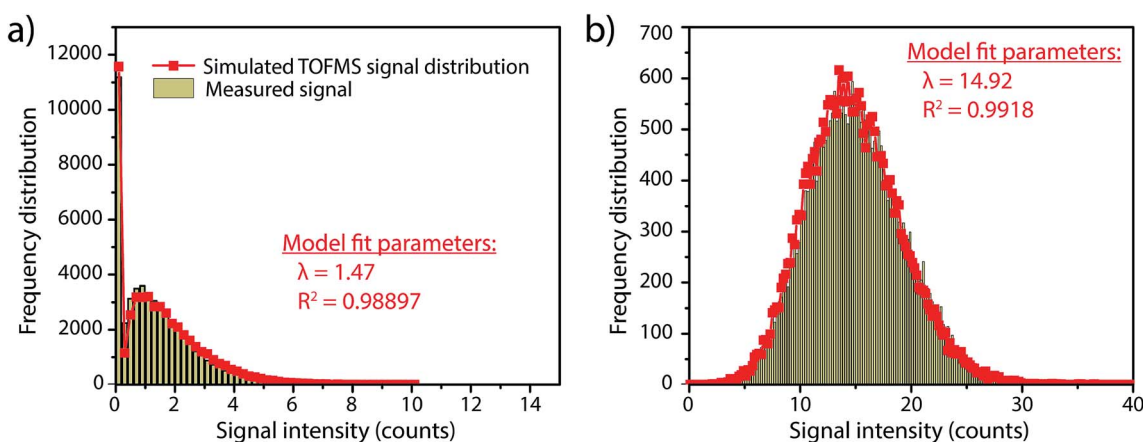 a)
Frequency distribution
12000
10000
8000
6000
4000
2000
0
Simulated TOFMS signal distribution
Measured signal
Model fit parameters:
λ = 1.47
R² = 0.98897
0 2 4 6 8 10 12 14
Signal intensity (counts)
b)
Frequency distribution
700
600
500
400
300
200
100
0
Model fit parameters:
λ = 14.92
R² = 0.9918
0 10 20 30 40
Signal intensity (counts)